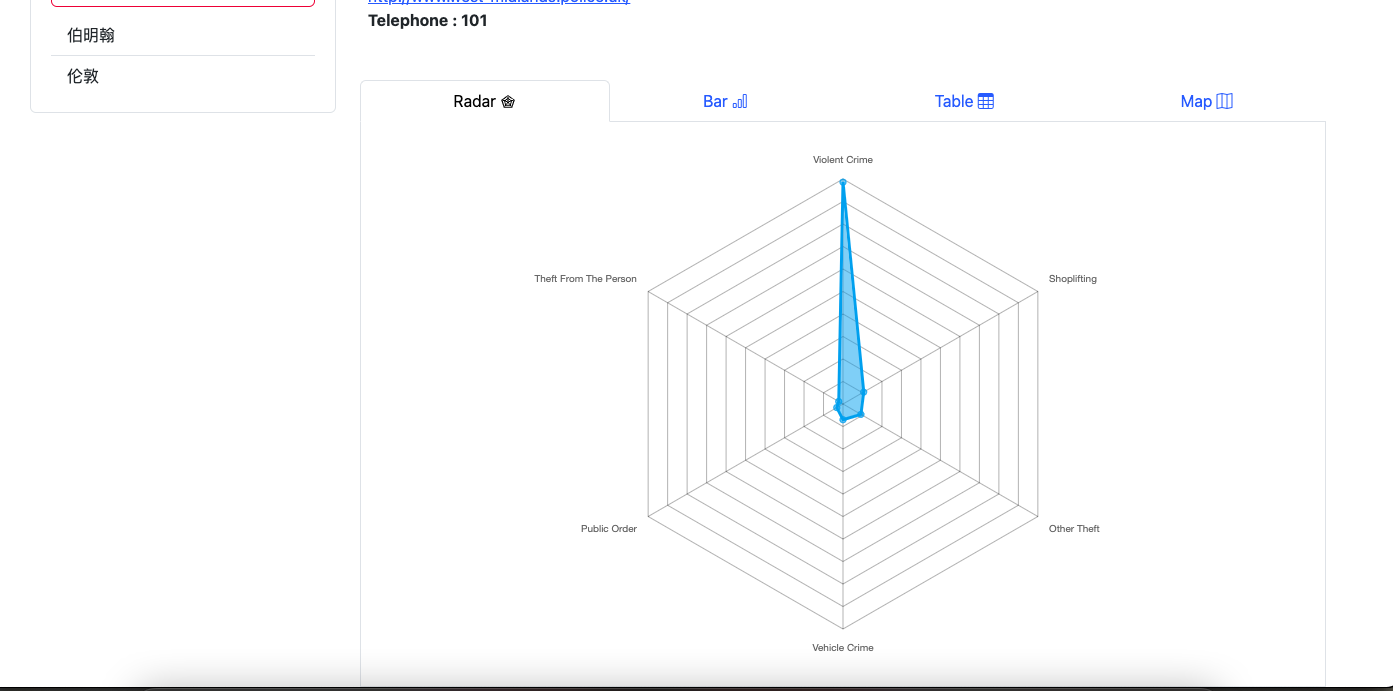 Telephone : 101
伯明翰
伦敦
Radar
Bar
Table
Map
Violent Crime
Theft From The Person
Shoplifting
Public Order
Other Theft
Vehicle Crime